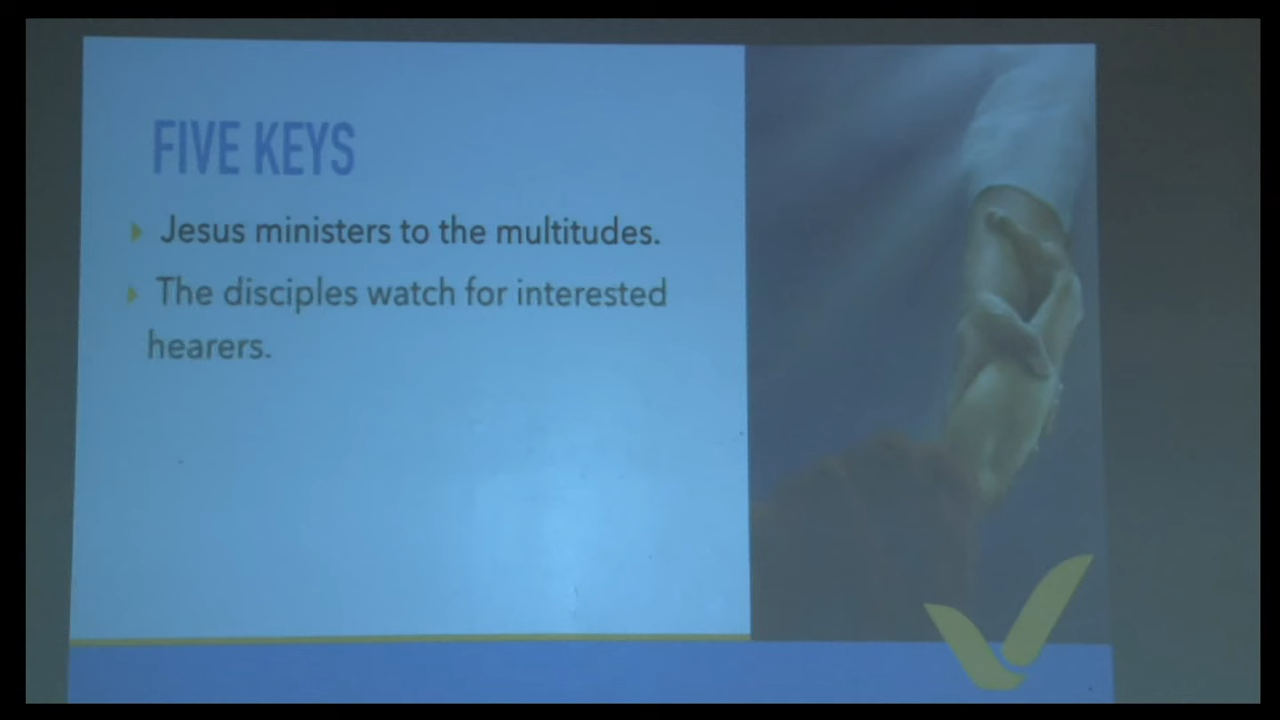 FIVE KEYS
Jesus ministers to the multitudes.
The disciples watch for interested
hearers.